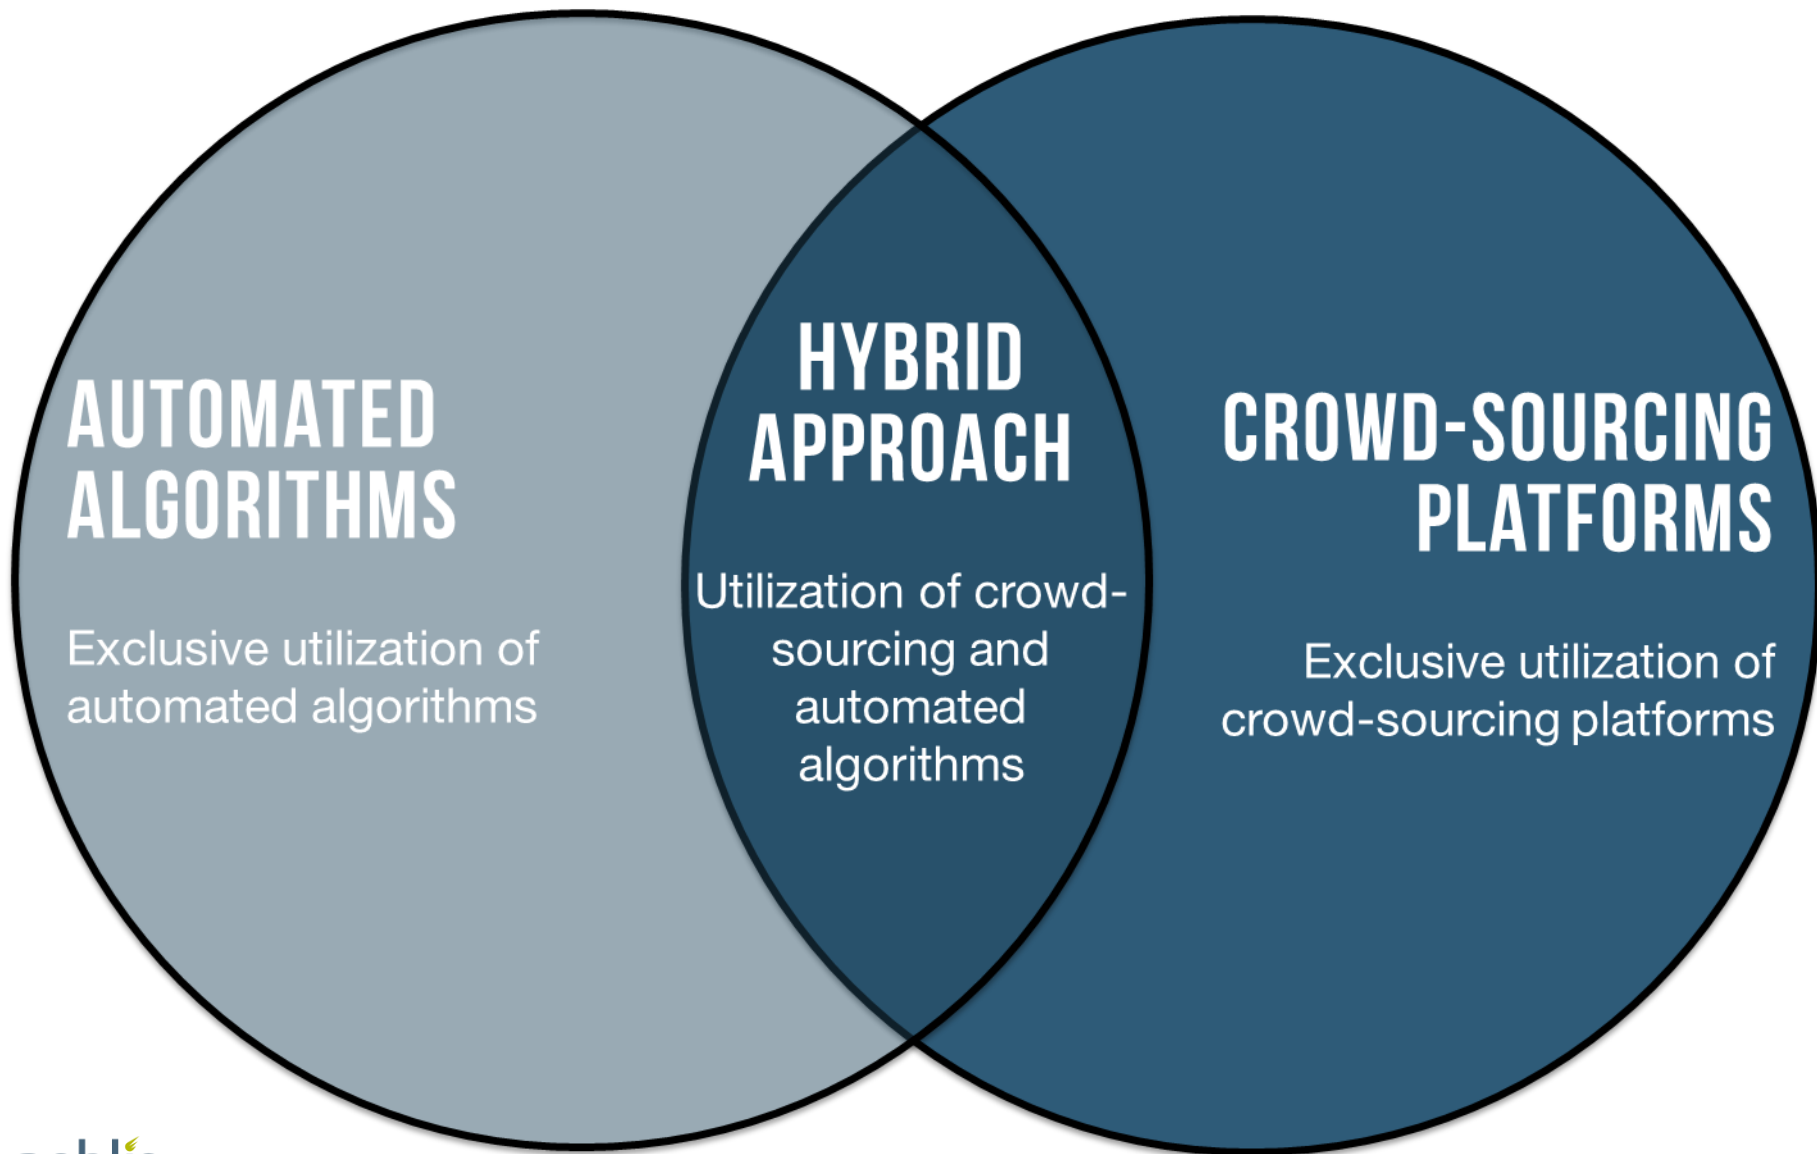 AUTOMATED
ALGORITHMS
Exclusive utilization of
automated algorithms
HYBRID
APPROACH
Utilization of crowd-
sourcing and
automated
algorithms
CROWD-SOURCING
PLATFORMS
Exclusive utilization of
crowd-sourcing platforms